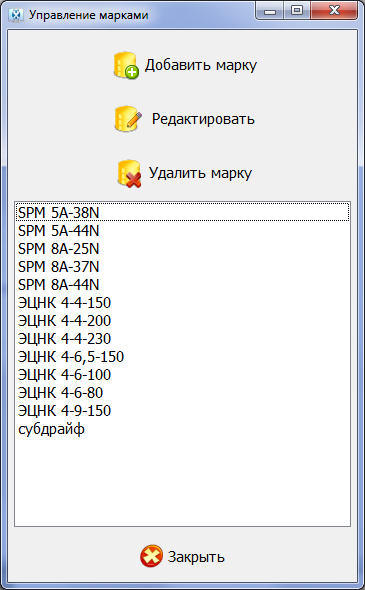 Управление марками
Добавить марку
Редактировать
Удалить марку
SPM 5A-38N
SPM 5A-44N
SPM 8A-25N
SPM 8A-37N
SPM 8A-44N
ЭЦНК 4-4-150
ЭЦНК 4-4-200
ЭЦНК 4-4-230
ЭЦНК 4-6,5-150
ЭЦНК 4-6-100
ЭЦНК 4-6-80
ЭЦНК 4-9-150
субдрайф
Закрыть